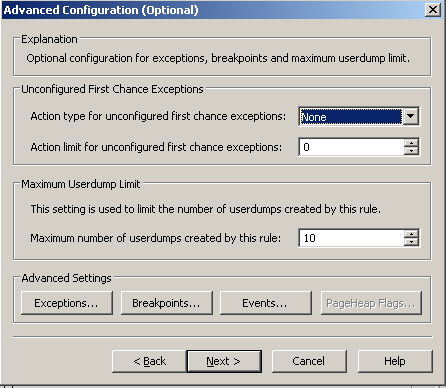 Advanced Configuration (Optional)
Explanation
Optional configuration for exceptions, breakpoints and maximum userdump limit.
Unconfigured First Chance Exceptions
Action type for unconfigured first chance exceptions: None
Action limit for unconfigured first chance exceptions: 0
Maximum Userdump Limit
This setting is used to limit the number of userdumps created by this rule.
Maximum number of userdumps created by this rule: 10
Advanced Settings
Exceptions... Breakpoints... Events... PageHeap Flags...
< Back Next > Cancel Help